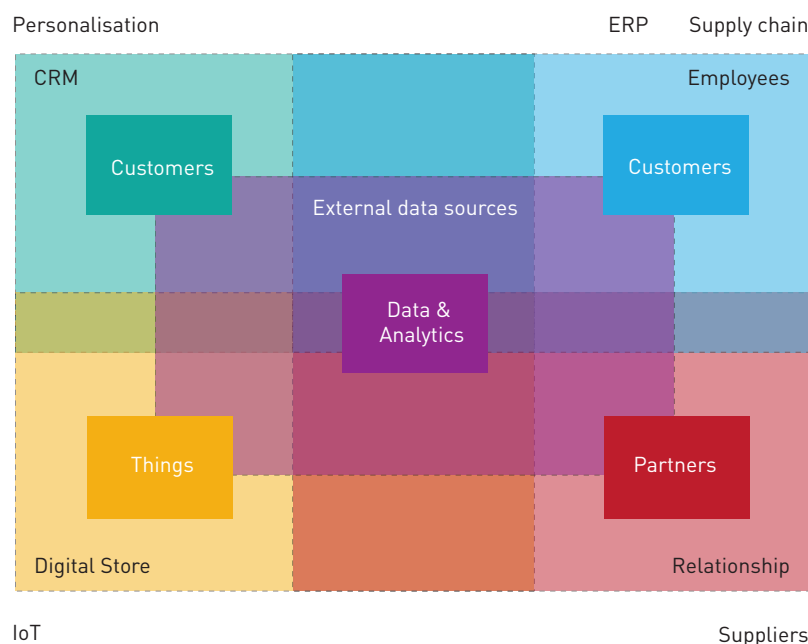 Personalisation
ERP
Supply chain
CRM
Employees
Customers
Customers
External data sources
Data &
Analytics
Things
Partners
Digital Store
Relationship
IoT
Suppliers